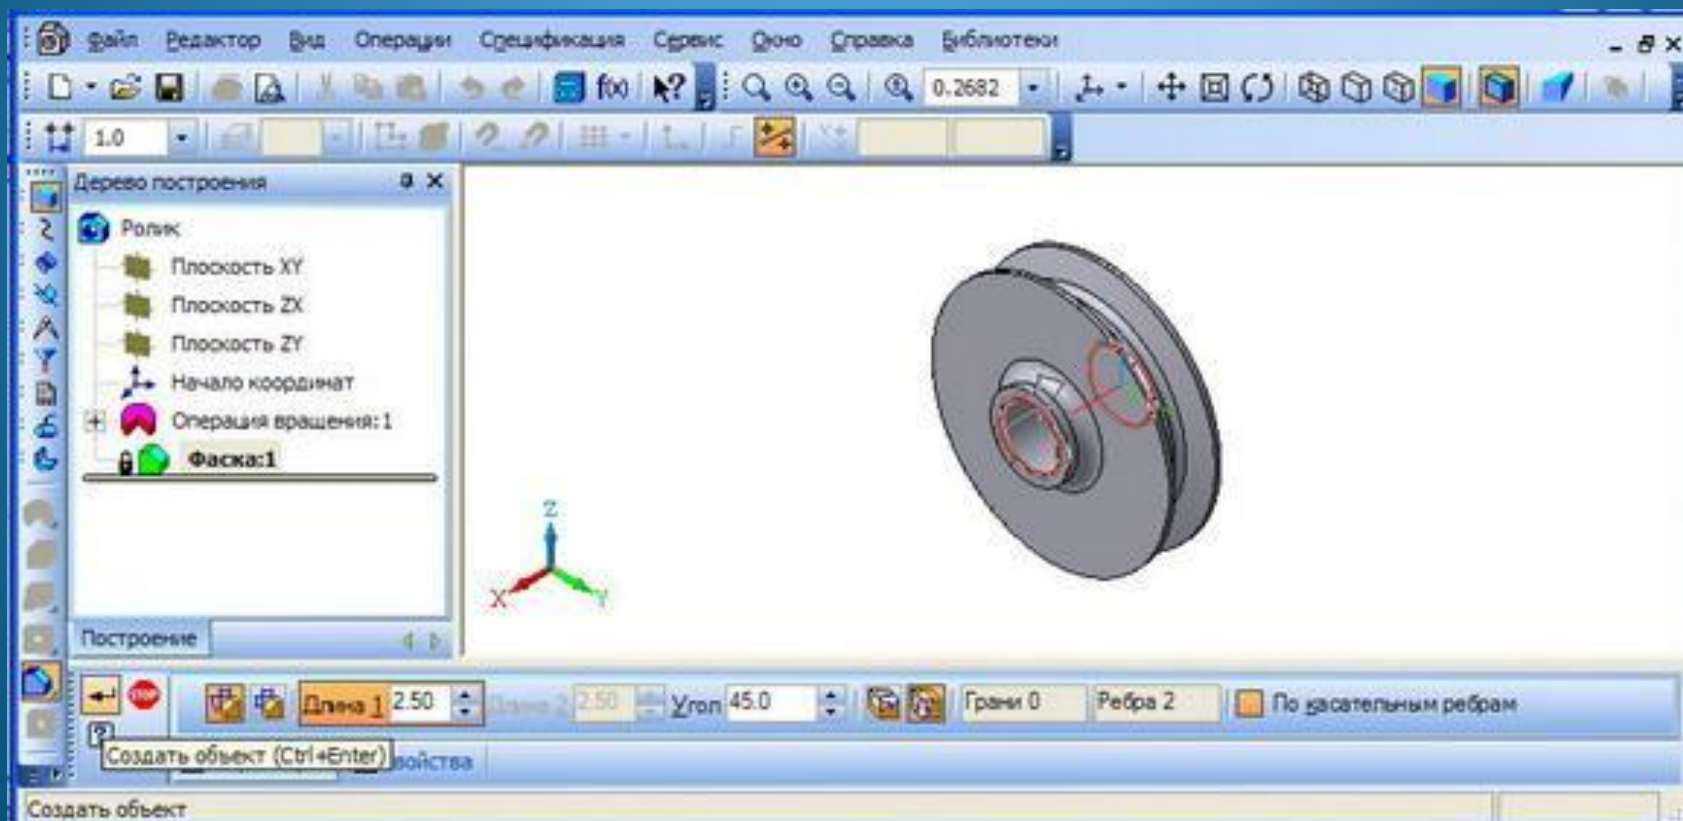 Файл Редактор Вид Операции Спецификация Сервис Окно Справка Библиотеки
f(x) 0.2682
1.0
Дерево построения
Ролик
Плоскость XY
Плоскость ZX
Плоскость ZY
Начало координат
Операция вращения:1
Фаска:1
Z
X Y
Построение
STOP Длина 1 2.50 Длина 2 2.50 Угол 45.0 Грани 0 Ребра 2 По касательным ребрам
Создать объект (Ctrl+Enter) войства
Создать объект